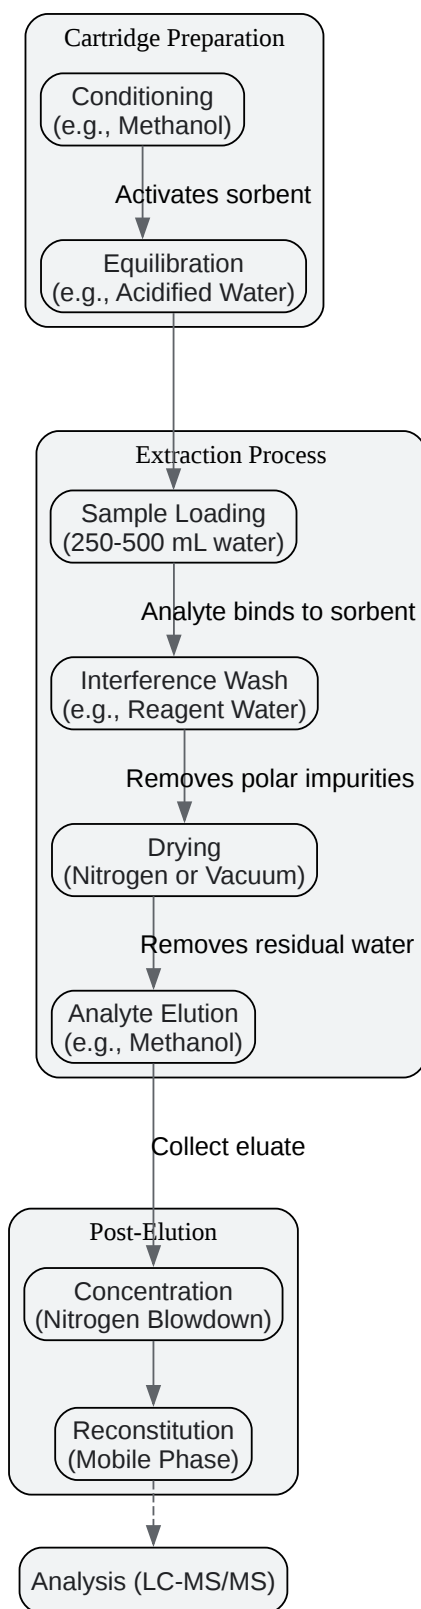 Cartridge Preparation
Conditioning
(e.g., Methanol)
Activates sorbent
Equilibration
(e.g., Acidified Water)
Extraction Process
Sample Loading
(250-500 mL water)
Analyte binds to sorbent
Interference Wash
(e.g., Reagent Water)
Removes polar impurities
Drying
(Nitrogen or Vacuum)
Removes residual water
Analyte Elution
(e.g., Methanol)
Collect eluate
Post-Elution
Concentration
(Nitrogen Blowdown)
Reconstitution
(Mobile Phase)
Analysis (LC-MS/MS)